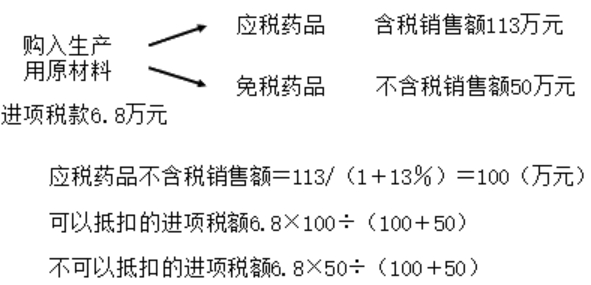 购入生产
用原材料
进项税款6.8万元
应税药品 含税销售额113万元
免税药品 不含税销售额50万元
应税药品不含税销售额＝113/（1＋13％）＝100（万元）
可以抵扣的进项税额6.8×100÷（100＋50）
不可以抵扣的进项税额6.8×50÷（100＋50）